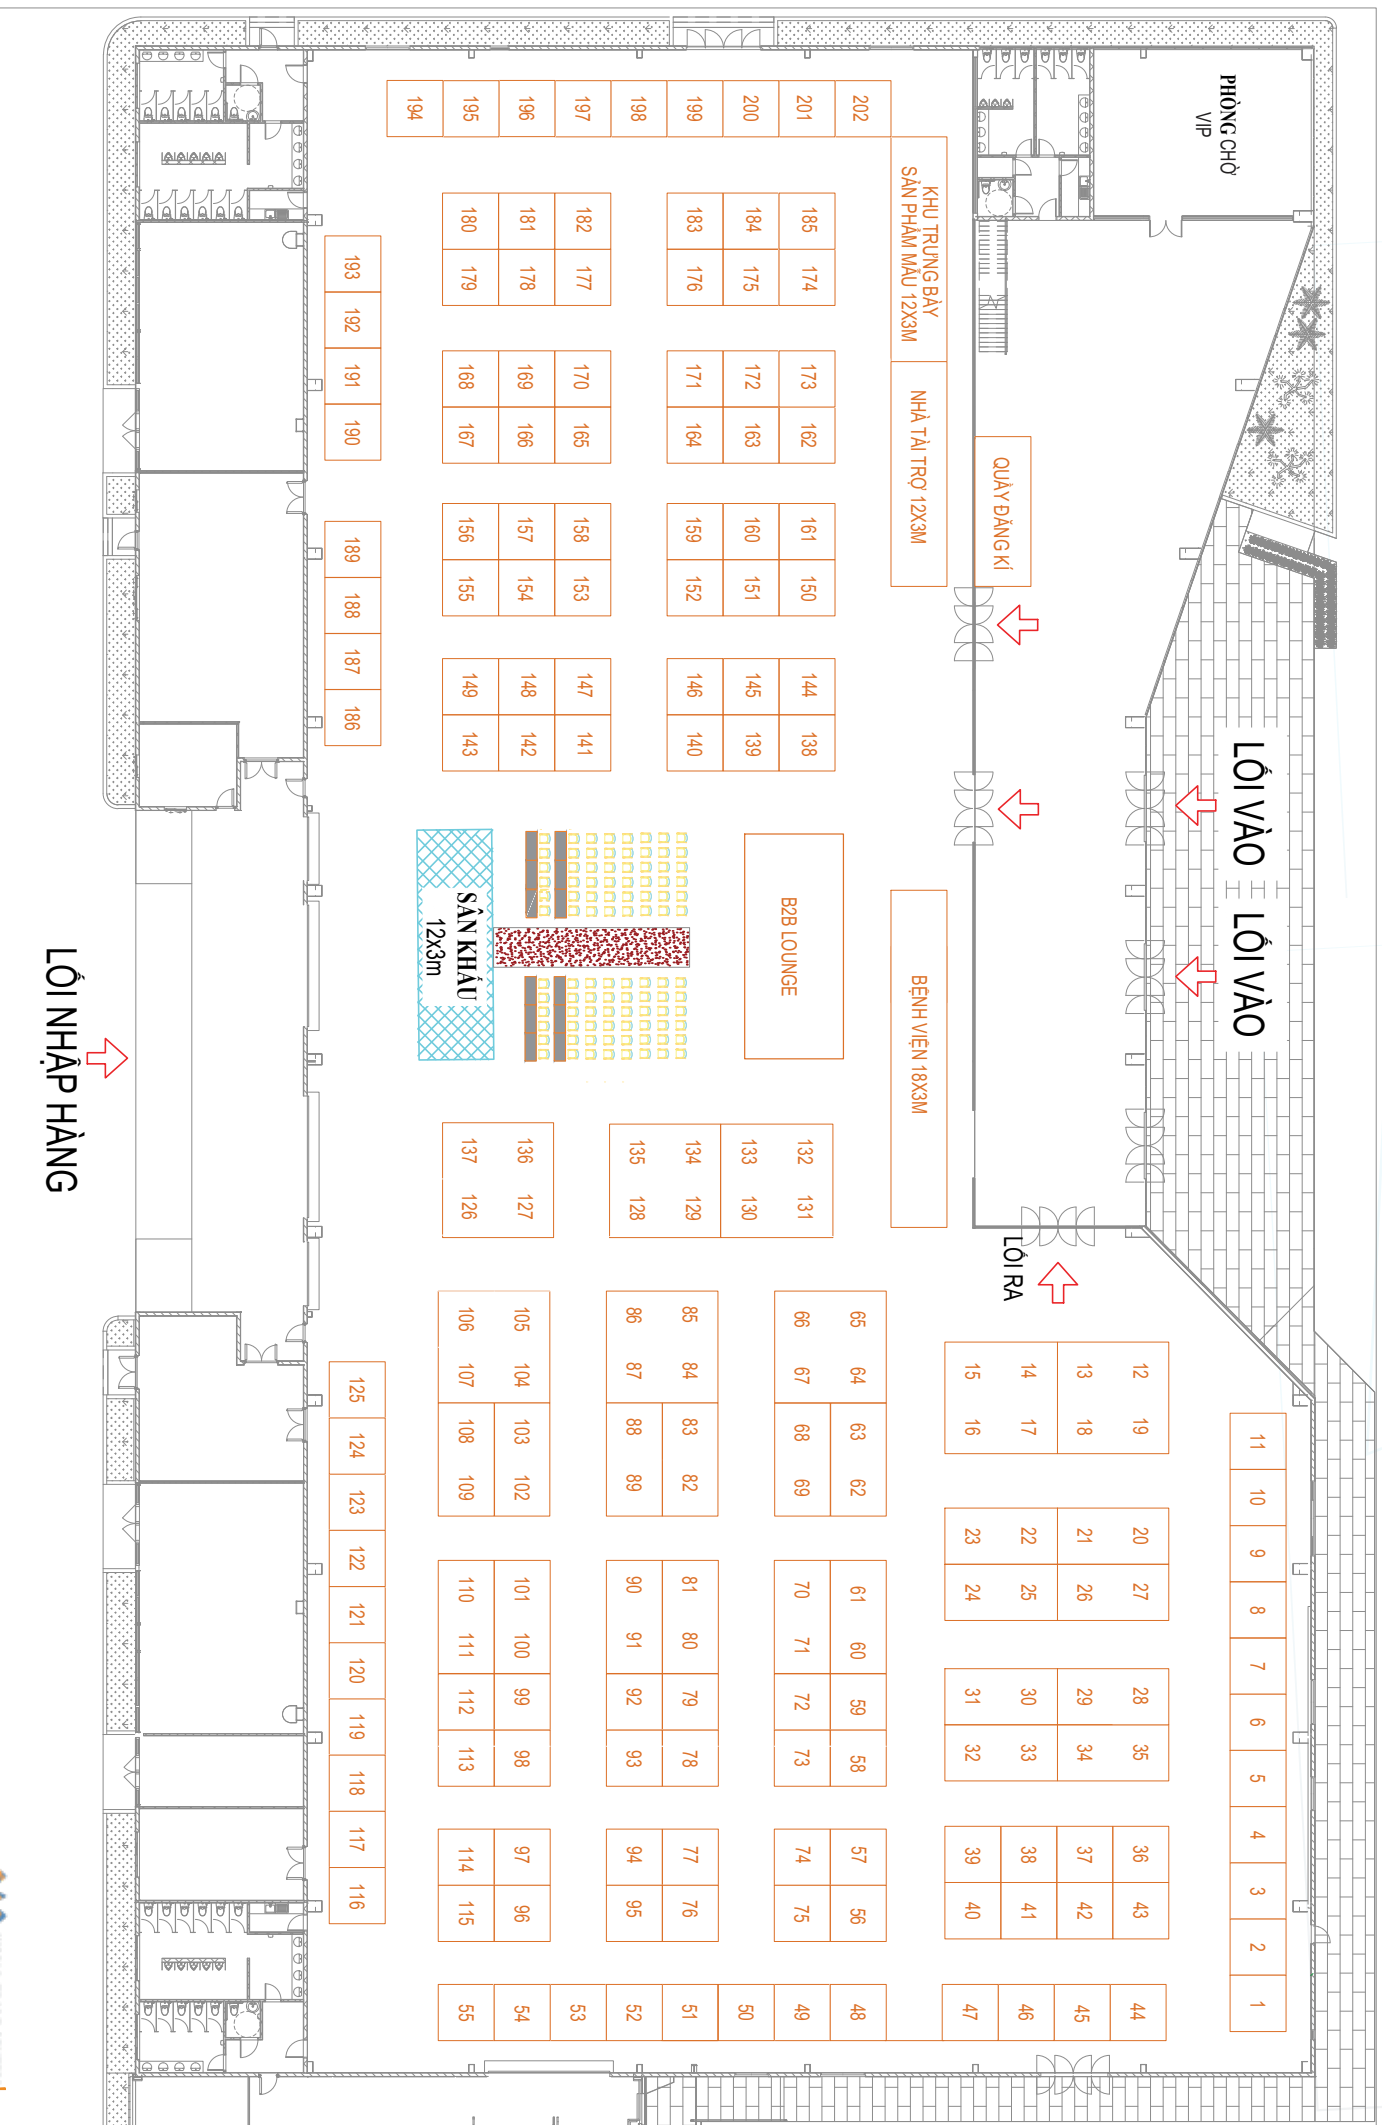 PHÒNG CHỜ
VIP
194 195 196 197 198 199 200 201 202
KHU TRƯNG BÀY
SẢN PHẨM MẪU 12X3M
180 181 182 183 184 185
179 178 177 176 175 174
193
192
191
190
168 169 170 171 172 173
167 166 165 164 163 162
NHÀ TÀI TRỢ 12X3M
QUẦY ĐĂNG KÍ
156 157 158 159 160 161
155 154 153 152 151 150
189
188
187
186
149 148 147 146 145 144
143 142 141 140 139 138
LỐI VÀO
LỐI VÀO
SÂN KHẤU
12x3m
B2B LOUNGE
BỆNH VIỆN 18X3M
LỐI NHẬP HÀNG
LỐI RA
137 136 135 134 133 132
126 127 128 129 130 131
106 105 86 85 66 65
107 104 87 84 67 64
108 103 88 83 68 63
109 102 89 82 69 62
15 14 13 12
16 17 18 19
125
124
123
122
121
120
119
118
117
116
11
10
9
8
7
6
5
4
3
2
1
23 22 21 20
24 25 26 27
110 101 90 81 70 61
111 100 91 80 71 60
112 99 92 79 72 59
113 98 93 78 73 58
31 30 29 28
32 33 34 35
114 97 94 77 74 57
115 96 95 76 75 56
39 38 37 36
40 41 42 43
55 54 53 52 51 50 49 48
47 46 45 44